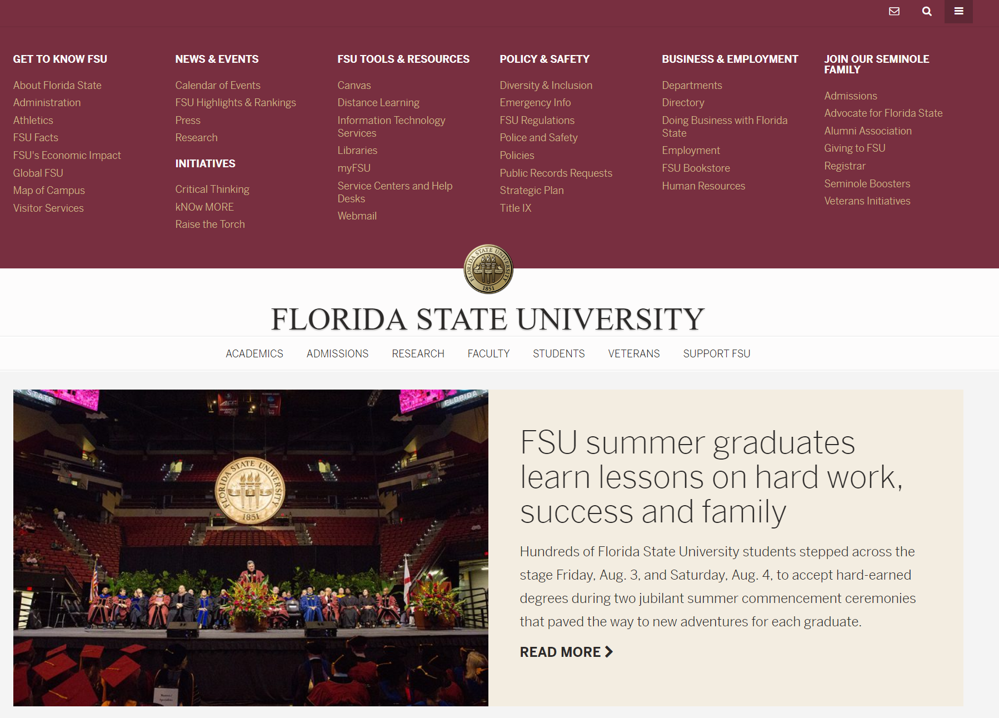 GET TO KNOW FSU
About Florida State
Administration
Athletics
FSU Facts
FSU's Economic Impact
Global FSU
Map of Campus
Visitor Services
NEWS & EVENTS
Calendar of Events
FSU Highlights & Rankings
Press
Research
INITIATIVES
Critical Thinking
kNOw MORE
Raise the Torch
FSU TOOLS & RESOURCES
Canvas
Distance Learning
Information Technology
Services
Libraries
myFSU
Service Centers and Help
Desks
Webmail
POLICY & SAFETY
Diversity & Inclusion
Emergency Info
FSU Regulations
Police and Safety
Policies
Public Records Requests
Strategic Plan
Title IX
BUSINESS & EMPLOYMENT
Departments
Directory
Doing Business with Florida
State
Employment
FSU Bookstore
Human Resources
JOIN OUR SEMINOLE
FAMILY
Admissions
Advocate for Florida State
Alumni Association
Giving to FSU
Registrar
Seminole Boosters
Veterans Initiatives
FLORIDA STATE UNIVERSITY
1851
FLORIDA STATE UNIVERSITY
ACADEMICS ADMISSIONS RESEARCH FACULTY STUDENTS VETERANS SUPPORT FSU
STATE
ACC
FLORIDA
FLORIDA STATE UNIVERSITY
1851
FSU summer graduates
learn lessons on hard work,
success and family
Hundreds of Florida State University students stepped across the
stage Friday, Aug. 3, and Saturday, Aug. 4, to accept hard-earned
degrees during two jubilant summer commencement ceremonies
that paved the way to new adventures for each graduate.
READ MORE